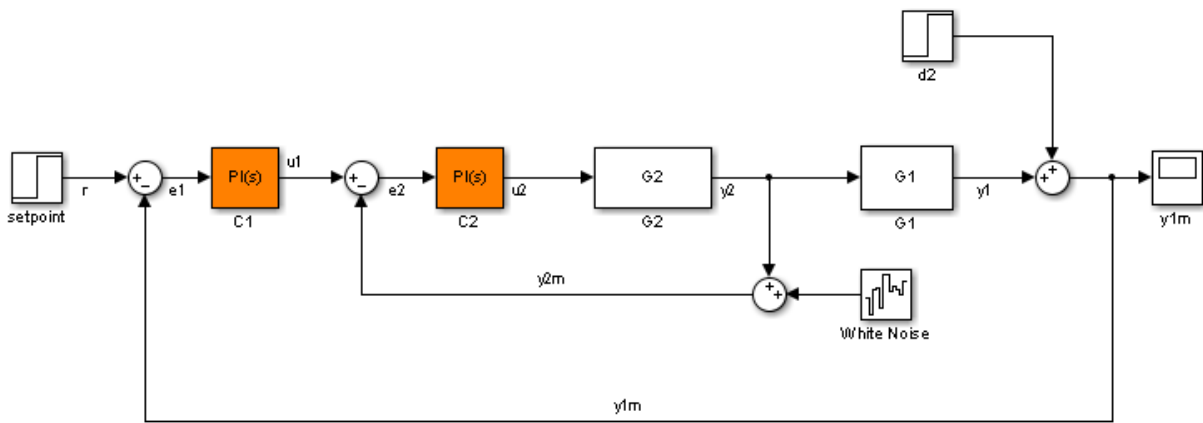 d2
r
setpoint
e1
PI(s)
C1
u1
e2
PI(s)
C2
u2
G2
G2
y2
G1
G1
y1
y1m
y2m
White Noise
y1m